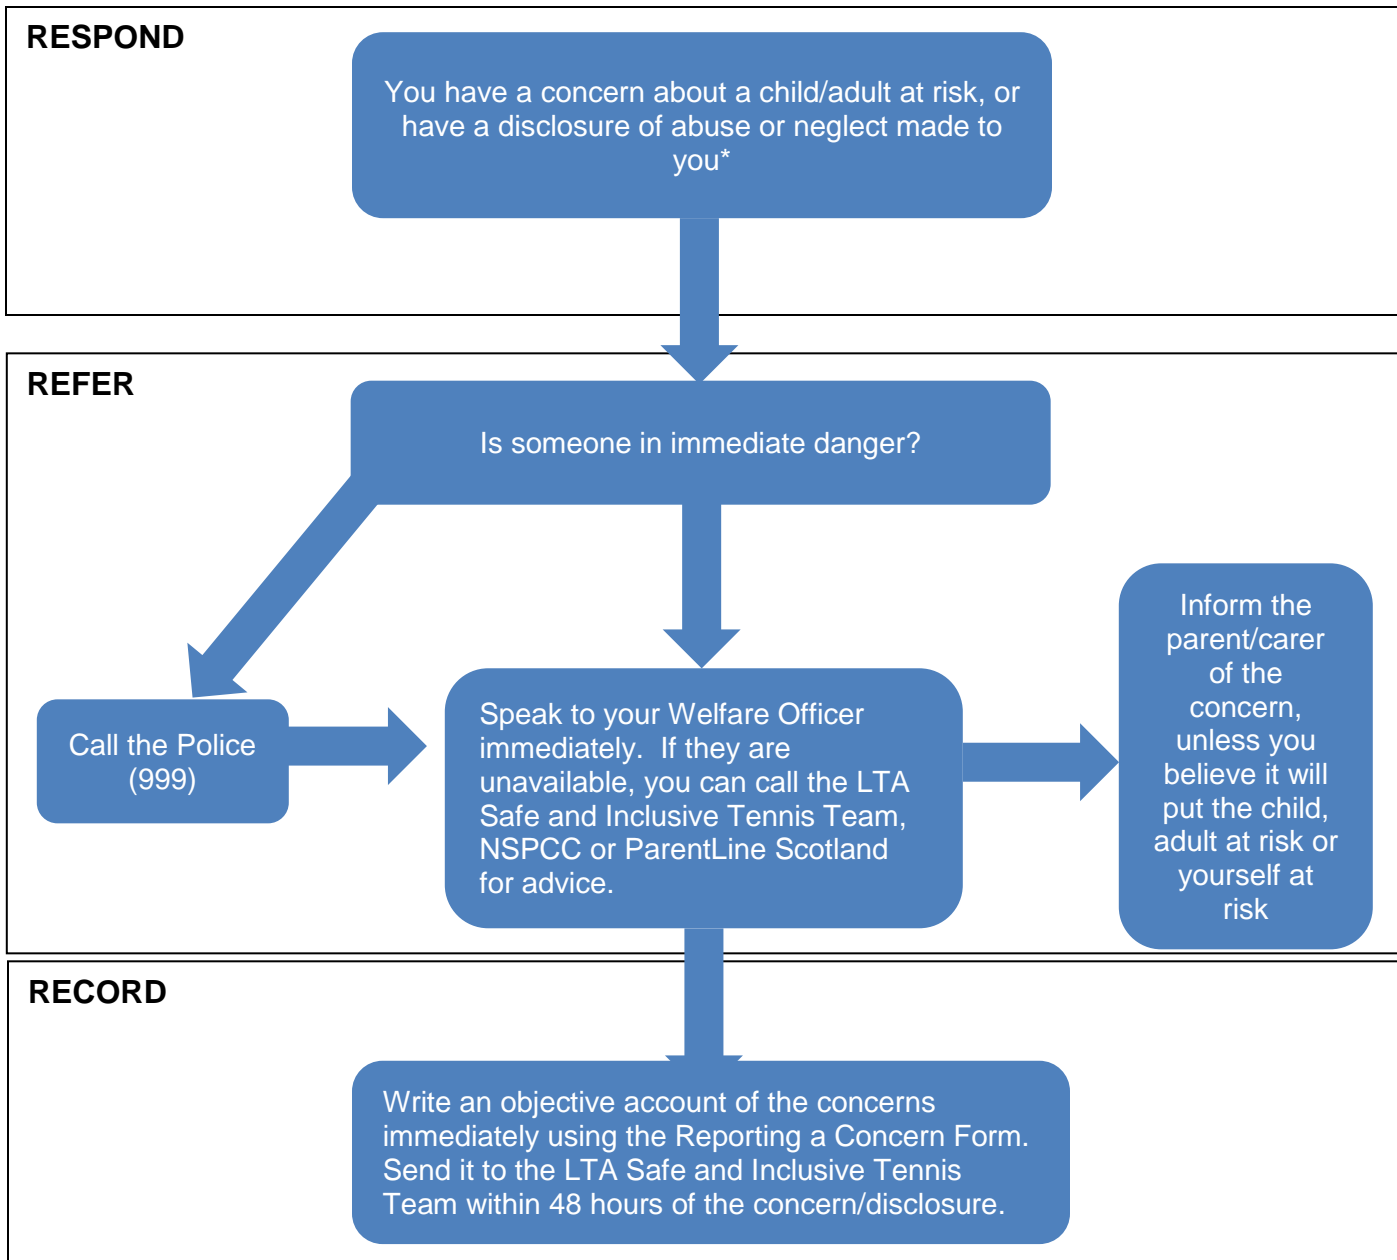 RESPOND
You have a concern about a child/adult at risk, or
have a disclosure of abuse or neglect made to
you*
REFER
Is someone in immediate danger?
Call the Police
(999)
Speak to your Welfare Officer
immediately.  If they are
unavailable, you can call the LTA
Safe and Inclusive Tennis Team,
NSPCC or ParentLine Scotland
for advice.
Inform the
parent/carer
of the
concern,
unless you
believe it will
put the child,
adult at risk or
yourself at
risk
RECORD
Write an objective account of the concerns
immediately using the Reporting a Concern Form.
Send it to the LTA Safe and Inclusive Tennis
Team within 48 hours of the concern/disclosure.